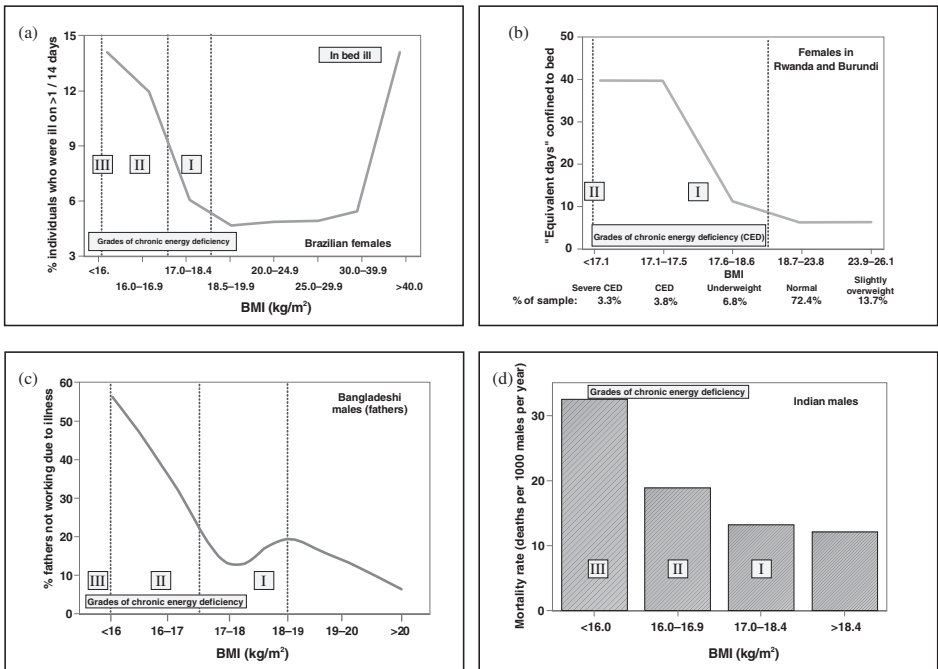 (a)
% individuals who were ill on >1 / 14 days
15
12
9
6
3
In bed ill
III
II
I
Grades of chronic energy deficiency
Brazilian females
<16.
17.0–18.4
20.0–24.9
30.0–39.9
16.0–16.9
18.5–19.9
25.0–29.9
>40.0
BMI (kg/m²)
(b)
"Equivalent days" confined to bed
50
40
30
20
10
0
Females in
Rwanda and Burundi
II
I
Grades of chronic energy deficiency (CED)
<17.1
17.1–17.5
17.6–18.6
18.7–23.8
23.9–26.1
BMI
Severe CED
CED
Underweight
Normal
Slightly
overweight
% of sample:
3.3%
3.8%
6.8%
72.4%
13.7%
(c)
% fathers not working due to illness
60
50
40
30
20
10
0
Bangladeshi
males (fathers)
III
II
I
Grades of chronic energy deficiency
<16
16–17
17–18
18–19
19–20
>20
BMI (kg/m²)
(d)
Mortality rate (deaths per 1000 males per year)
30
20
10
0
Grades of chronic energy deficiency
Indian males
III
II
I
<16.0
16.0–16.9
17.0–18.4
>18.4
BMI (kg/m²)